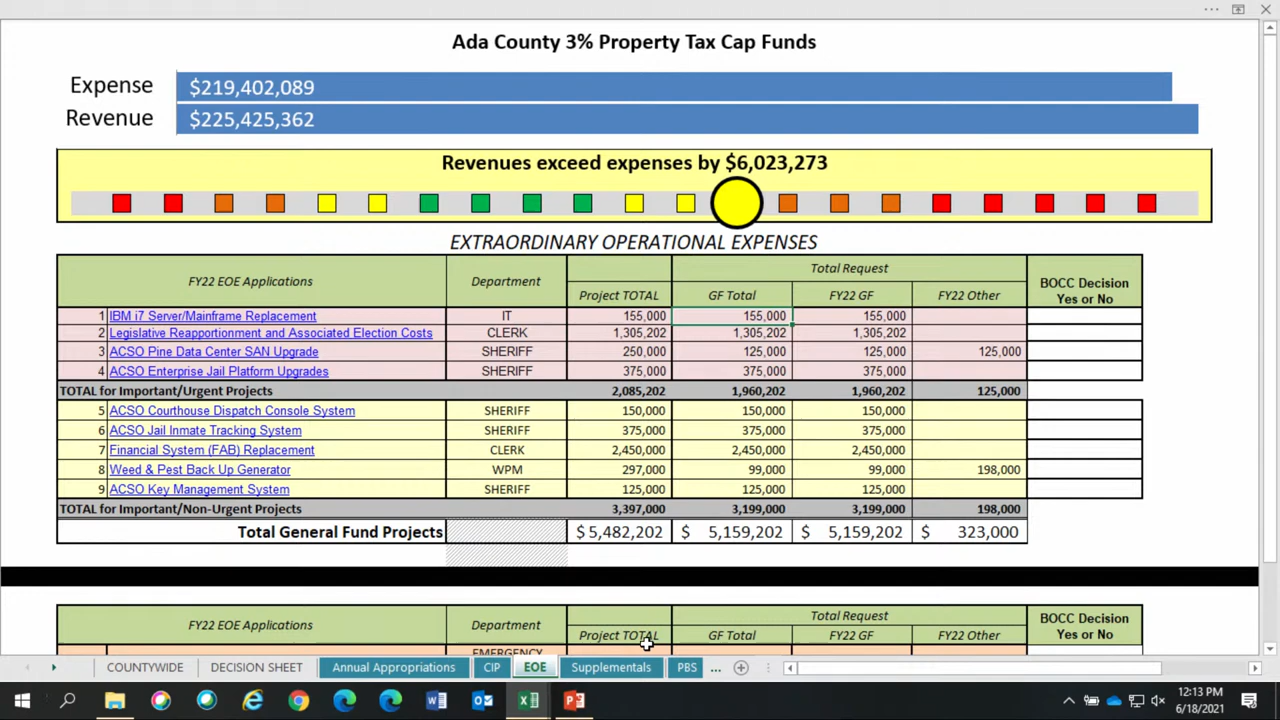 Ada County 3% Property Tax Cap Funds
Expense $219,402,089
Revenue $225,425,362
Revenues exceed expenses by $6,023,273
EXTRAORDINARY OPERATIONAL EXPENSES
FY22 EOE Applications Department Total Request BOCC Decision Yes or No
Project TOTAL GF Total FY22 GF FY22 Other
1 IBM i7 Server/Mainframe Replacement IT 155,000 155,000 155,000
2 Legislative Reapportionment and Associated Election Costs CLERK 1,305,202 1,305,202 1,305,202
3 ACSO Pine Data Center SAN Upgrade SHERIFF 250,000 125,000 125,000 125,000
4 ACSO Enterprise Jail Platform Upgrades SHERIFF 375,000 375,000 375,000
TOTAL for Important/Urgent Projects 2,085,202 1,960,202 1,960,202 125,000
5 ACSO Courthouse Dispatch Console System SHERIFF 150,000 150,000 150,000
6 ACSO Jail Inmate Tracking System SHERIFF 375,000 375,000 375,000
7 Financial System (FAB) Replacement CLERK 2,450,000 2,450,000 2,450,000
8 Weed & Pest Back Up Generator WPM 297,000 99,000 99,000 198,000
9 ACSO Key Management System SHERIFF 125,000 125,000 125,000
TOTAL for Important/Non-Urgent Projects 3,397,000 3,199,000 3,199,000 198,000
Total General Fund Projects $ 5,482,202 $ 5,159,202 $ 5,159,202 $ 323,000
FY22 EOE Applications Department Total Request BOCC Decision Yes or No
Project TOTAL GF Total FY22 GF FY22 Other
EMERGENCY
COUNTYWIDE DECISION SHEET Annual Appropriations CIP EOE Supplementals PBS ...
12:13 PM
6/18/2021